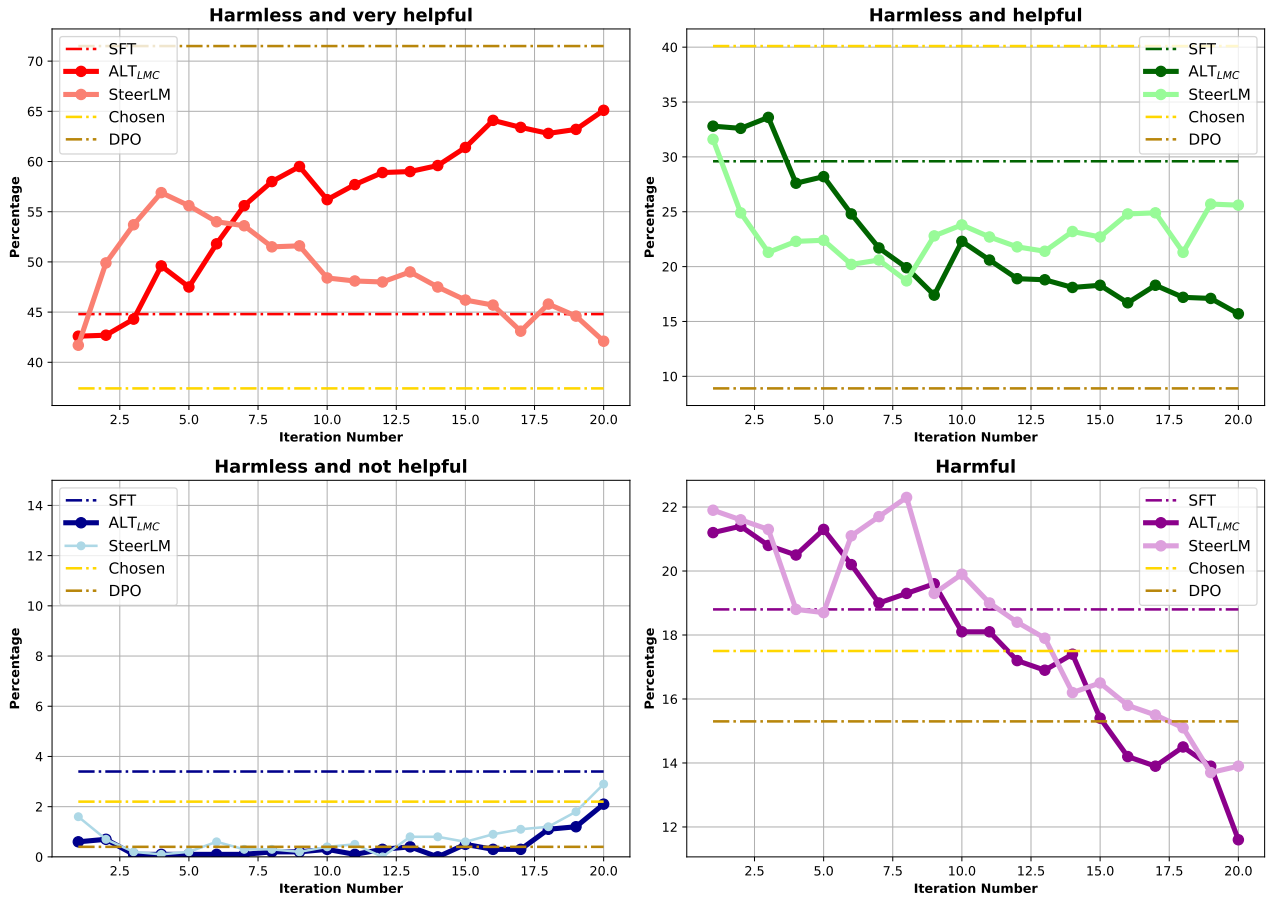 Harmless and very helpful
Percentage
70
65
60
55
50
45
40
SFT
ALT_LMC
SteerLM
Chosen
DPO
2.5 5.0 7.5 10.0 12.5 15.0 17.5 20.0
Iteration Number
Harmless and helpful
Percentage
40
35
30
25
20
15
10
SFT
ALT_LMC
SteerLM
Chosen
DPO
2.5 5.0 7.5 10.0 12.5 15.0 17.5 20.0
Iteration Number
Harmless and not helpful
Percentage
14
12
10
8
6
4
2
0
SFT
ALT_LMC
SteerLM
Chosen
DPO
2.5 5.0 7.5 10.0 12.5 15.0 17.5 20.0
Iteration Number
Harmful
Percentage
22
20
18
16
14
12
SFT
ALT_LMC
SteerLM
Chosen
DPO
2.5 5.0 7.5 10.0 12.5 15.0 17.5 20.0
Iteration Number